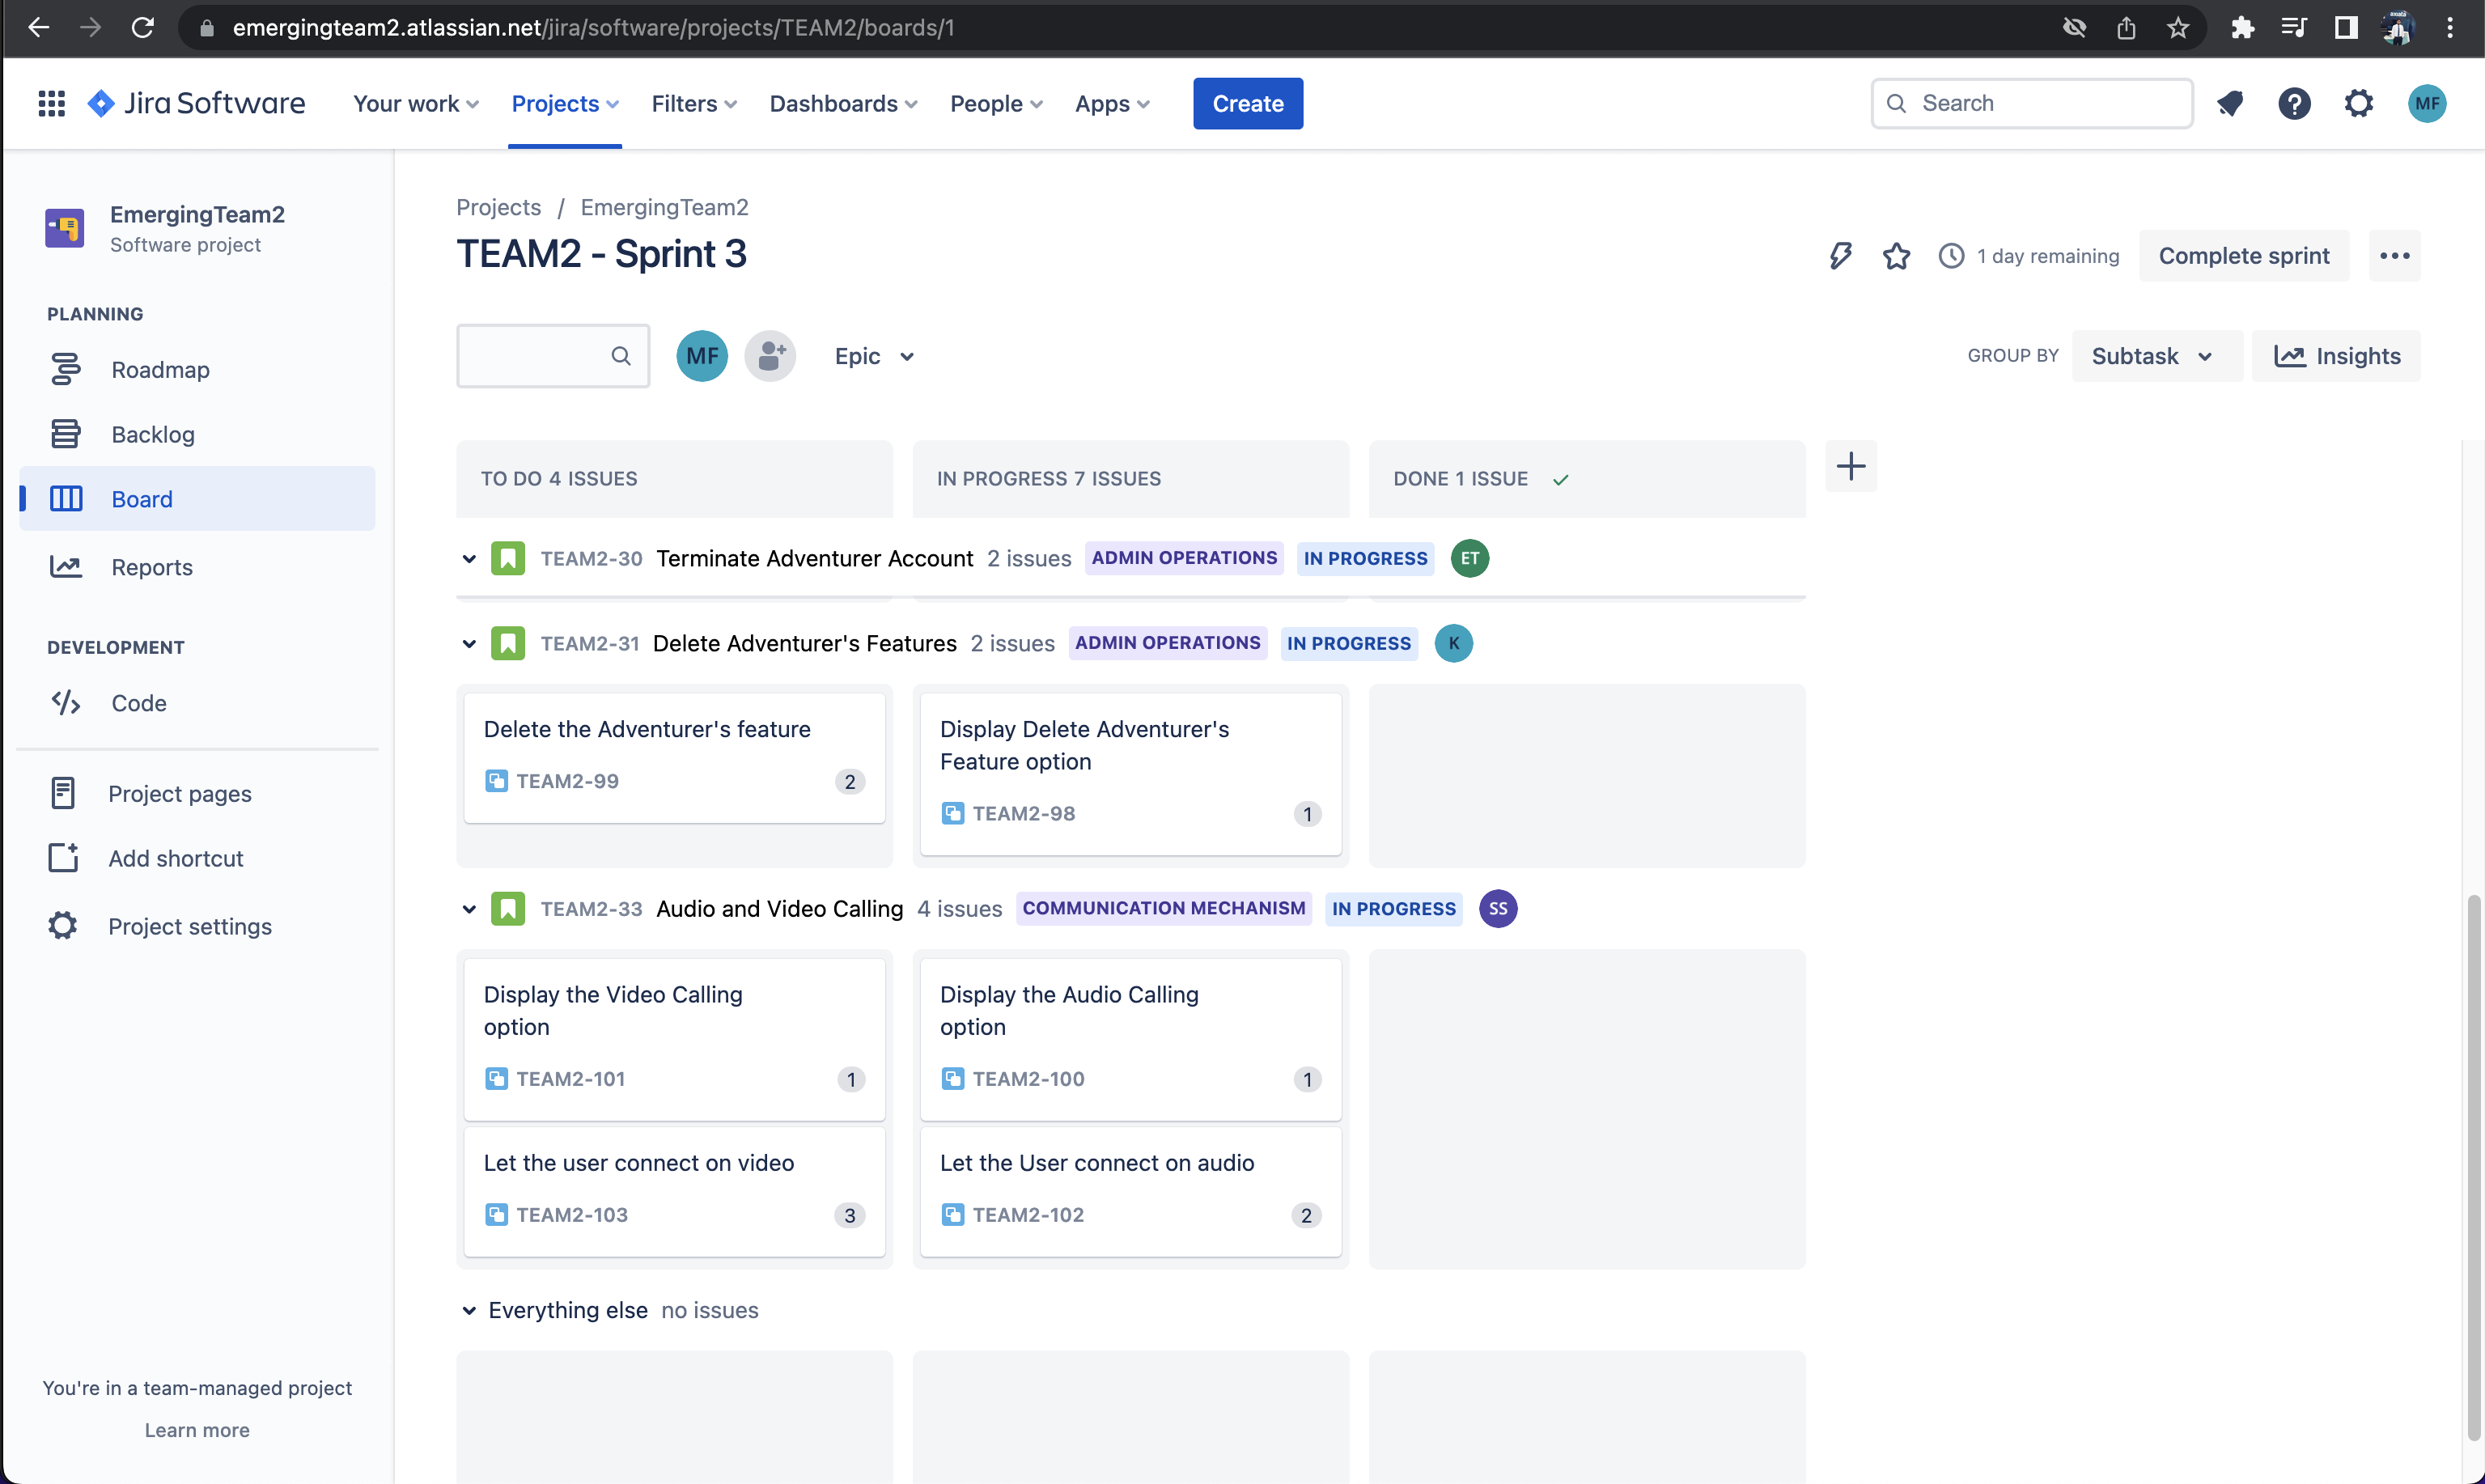 emergingteam2.atlassian.net/jira/software/projects/TEAM2/boards/1
Jira Software
Your work
Projects
Filters
Dashboards
People
Apps
Create
Search
MF
EmergingTeam2
Software project
PLANNING
Roadmap
Backlog
Board
Reports
DEVELOPMENT
Code
Project pages
Add shortcut
Project settings
You're in a team-managed project
Learn more
Projects / EmergingTeam2
TEAM2 - Sprint 3
1 day remaining
Complete sprint
MF
Epic
GROUP BY
Subtask
Insights
TO DO 4 ISSUES
IN PROGRESS 7 ISSUES
DONE 1 ISSUE
TEAM2-30 Terminate Adventurer Account 2 issues ADMIN OPERATIONS IN PROGRESS ET
TEAM2-31 Delete Adventurer's Features 2 issues ADMIN OPERATIONS IN PROGRESS K
Delete the Adventurer's feature
TEAM2-99 2
Display Delete Adventurer's
Feature option
TEAM2-98 1
TEAM2-33 Audio and Video Calling 4 issues COMMUNICATION MECHANISM IN PROGRESS SS
Display the Video Calling
option
TEAM2-101 1
Display the Audio Calling
option
TEAM2-100 1
Let the user connect on video
TEAM2-103 3
Let the User connect on audio
TEAM2-102 2
Everything else no issues